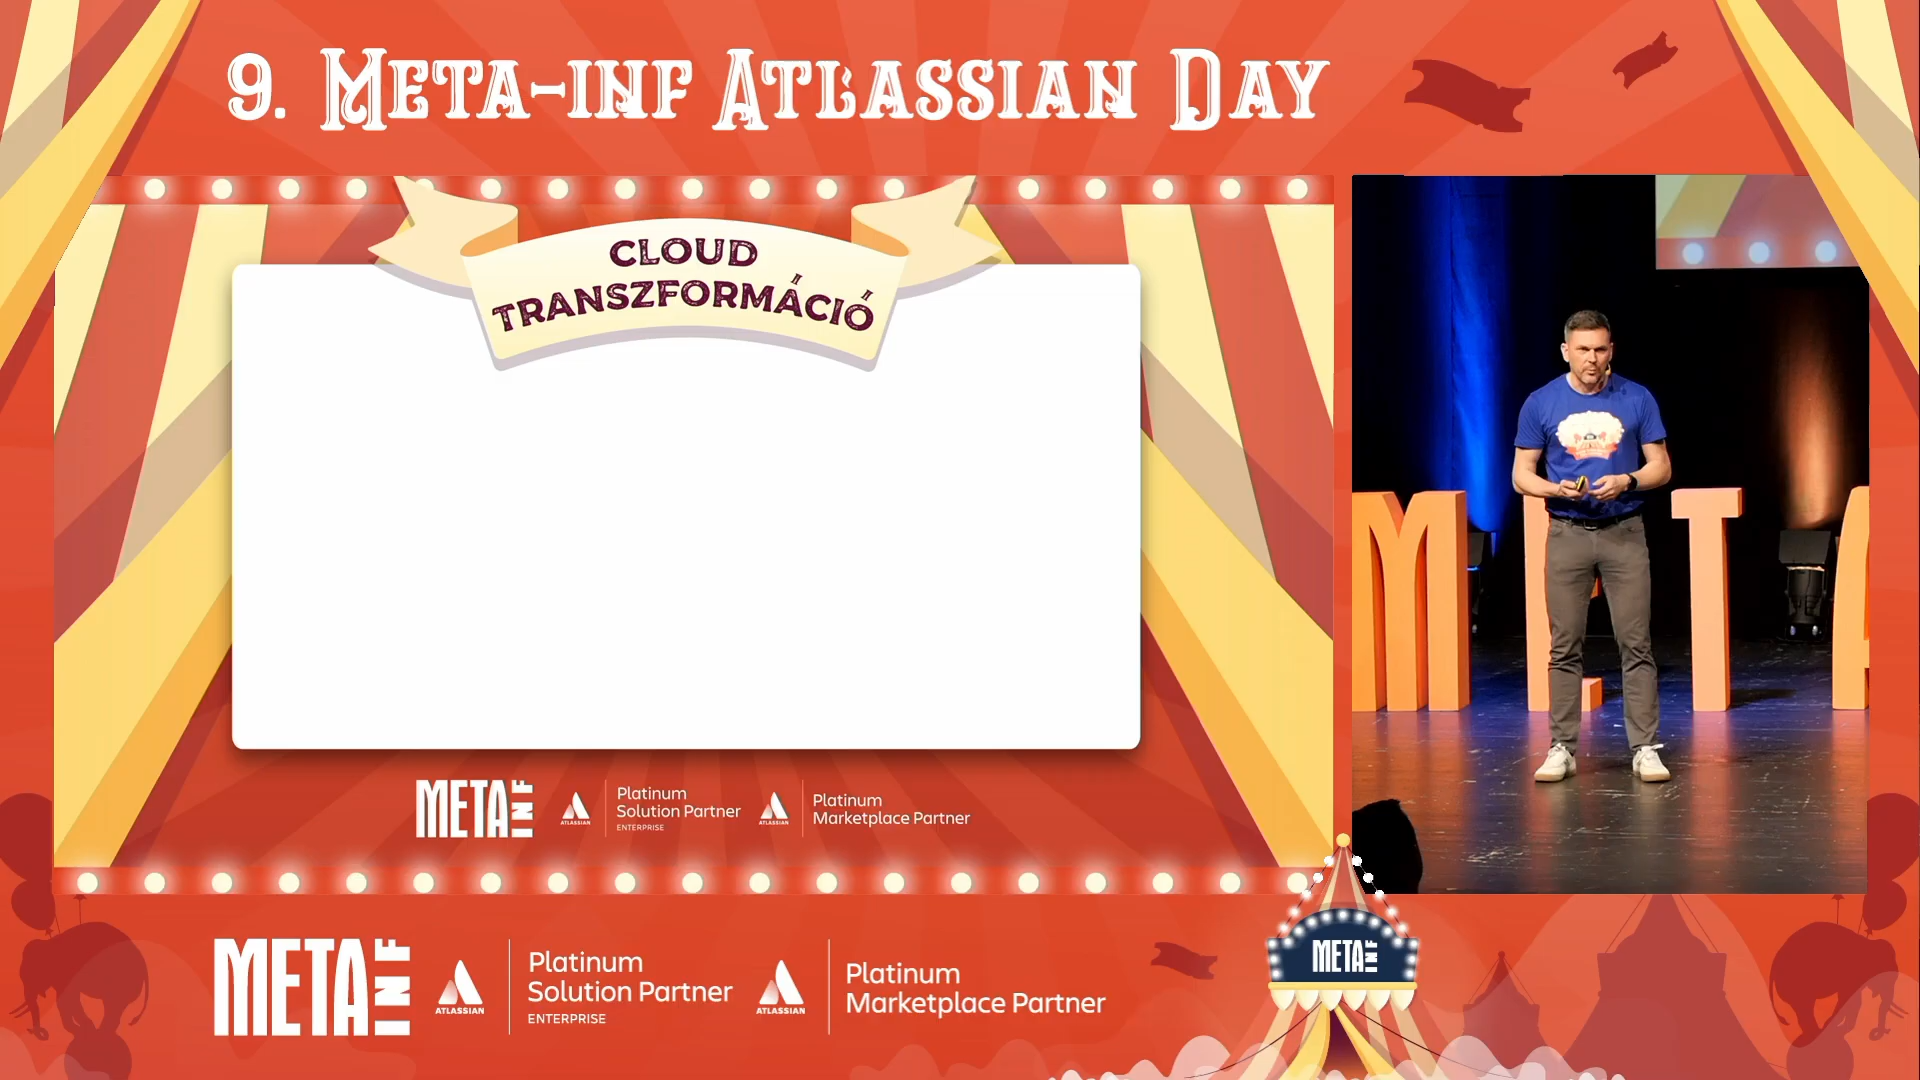 9. META-INF ATLASSIAN DAY
CLOUD
TRANSZFORMÁCIÓ
META INF
ATLASSIAN
Platinum
Solution Partner
ENTERPRISE
ATLASSIAN
Platinum
Marketplace Partner
M E T A
META INF
META INF
ATLASSIAN
Platinum
Solution Partner
ENTERPRISE
ATLASSIAN
Platinum
Marketplace Partner